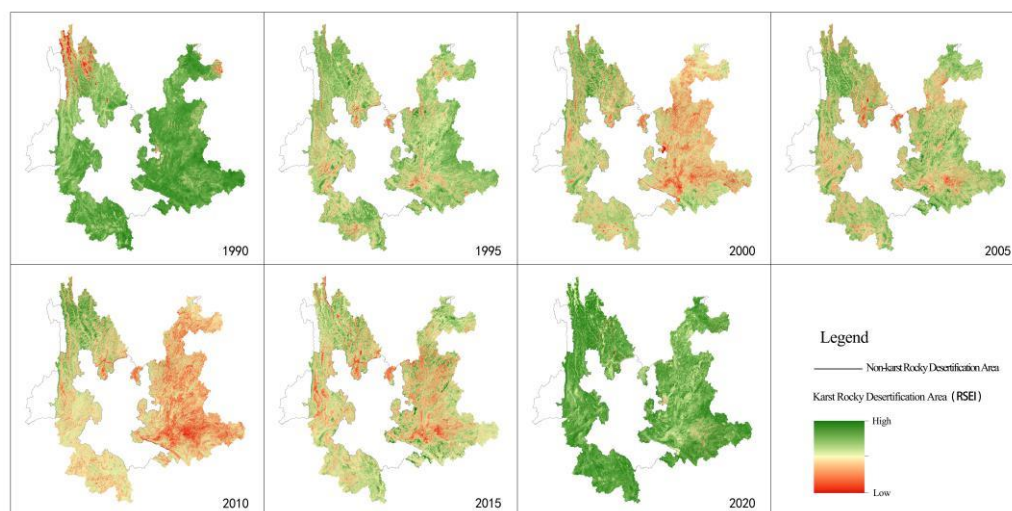 1990
1995
2000
2005
2010
2015
2020
Legend
Non-karst Rocky Desertification Area
Karst Rocky Desertification Area (RSEI)
High
Low